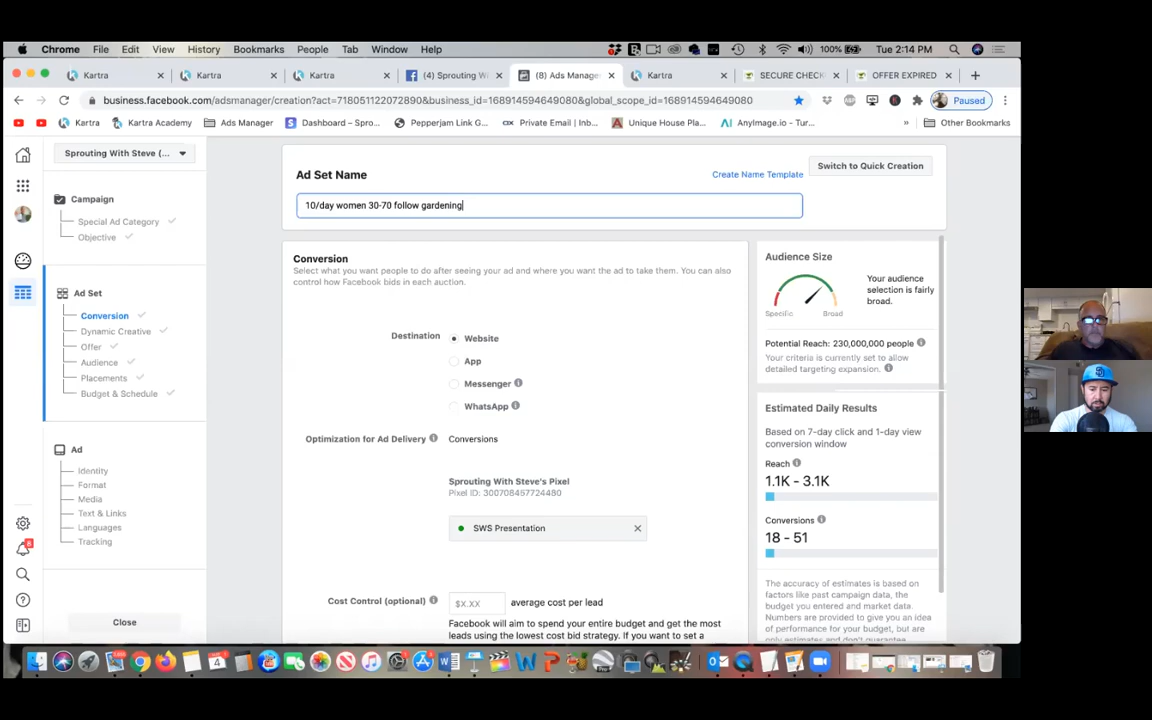 Chrome File Edit View History Bookmarks People Tab Window Help 100% Tue 2:14 PM
Kartra Kartra Kartra (4) Sprouting Wi (8) Ads Manage Kartra SECURE CHECK OFFER EXPIRED
business.facebook.com/adsmanager/creation?act=718051122072890&business_id=168914594649080&global_scope_id=168914594649080 Paused
Kartra Kartra Academy Ads Manager Dashboard – Spro... Pepperjam Link G... Private Email | Inb... Unique House Pla... AnyImage.io - Tur... » Other Bookmarks
Sprouting With Steve (...
Campaign
Special Ad Category
Objective
Ad Set
Conversion
Dynamic Creative
Offer
Audience
Placements
Budget & Schedule
Ad
Identity
Format
Media
Text & Links
Languages
Tracking
Close
8
Ad Set Name
Create Name Template
Switch to Quick Creation
10/day women 30-70 follow gardening
Conversion
Select what you want people to do after seeing your ad and where you want the ad to take them. You can also
control how Facebook bids in each auction.
Destination
Website
App
Messenger
WhatsApp
Optimization for Ad Delivery
Conversions
Sprouting With Steve's Pixel
Pixel ID: 300708457724480
SWS Presentation
Cost Control (optional)
$X.XX average cost per lead
Facebook will aim to spend your entire budget and get the most
leads using the lowest cost bid strategy. If you want to set a
Audience Size
Specific
Broad
Your audience
selection is fairly
broad.
Potential Reach: 230,000,000 people
Your criteria is currently set to allow
detailed targeting expansion.
Estimated Daily Results
Based on 7-day click and 1-day view
conversion window
Reach
1.1K - 3.1K
Conversions
18 - 51
The accuracy of estimates is based on
factors like past campaign data, the
budget you entered and market data.
Numbers are provided to give you an
idea of performance for your budget, but are
only estimates and don't guarantee